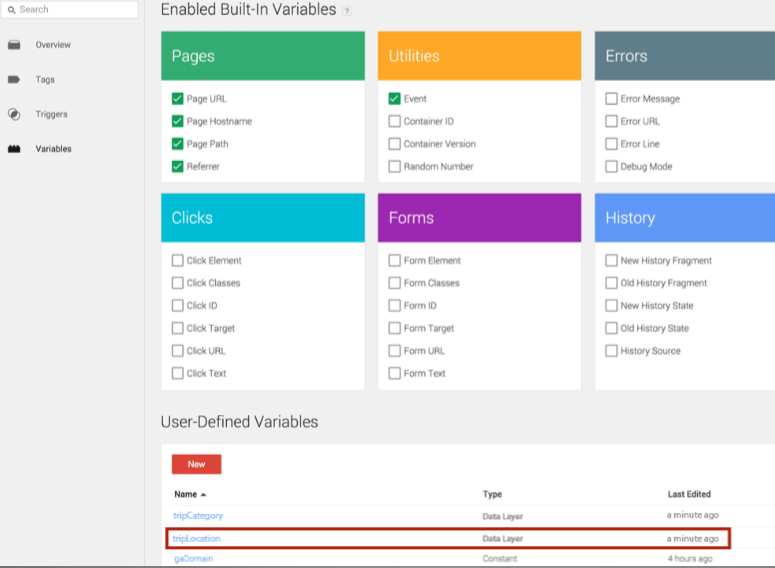 Search
Enabled Built-In Variables ?
Overview
Tags
Triggers
Variables
Pages
Page URL
Page Hostname
Page Path
Referrer
Utilities
Event
Container ID
Container Version
Random Number
Errors
Error Message
Error URL
Error Line
Debug Mode
Clicks
Click Element
Click Classes
Click ID
Click Target
Click URL
Click Text
Forms
Form Element
Form Classes
Form ID
Form Target
Form URL
Form Text
History
New History Fragment
Old History Fragment
New History State
Old History State
History Source
User-Defined Variables
New
Name Type Last Edited
tripCategory Data Layer a minute ago
tripLocation Data Layer a minute ago
gaDomain Constant 4 hours ago